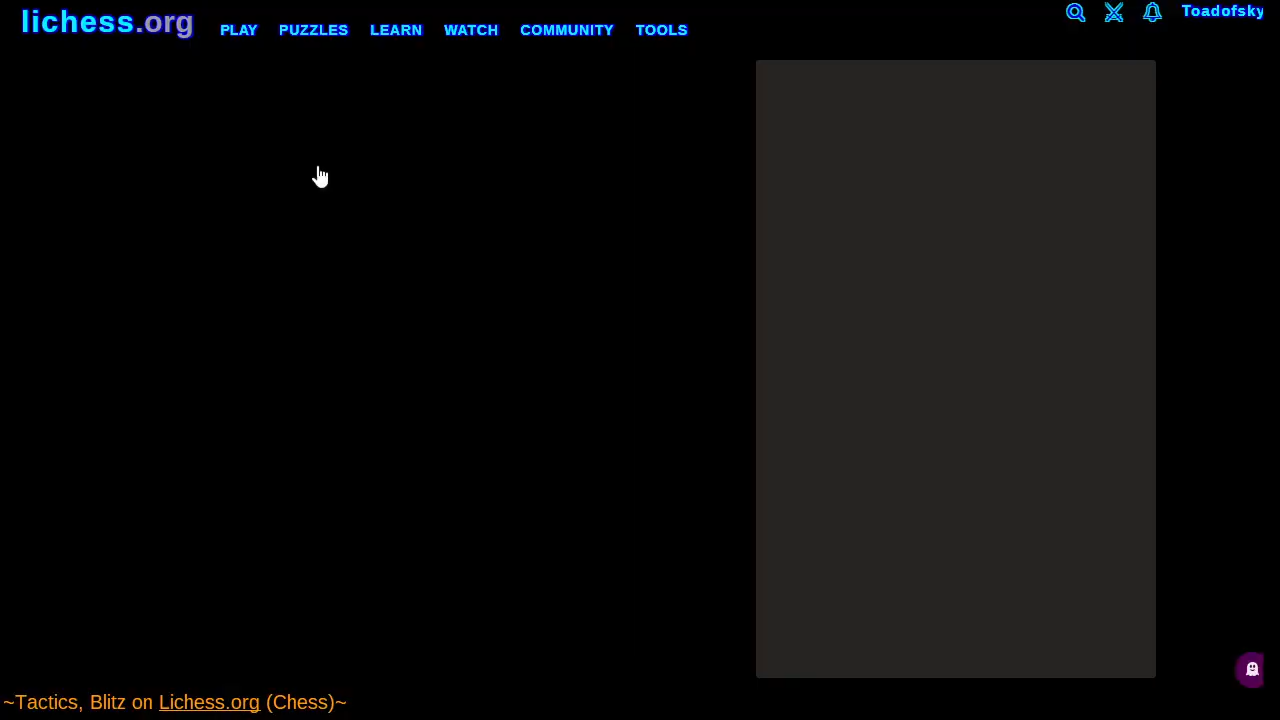 lichess.org
PLAY PUZZLES LEARN WATCH COMMUNITY TOOLS
Toadofsky
~Tactics, Blitz on Lichess.org (Chess)~